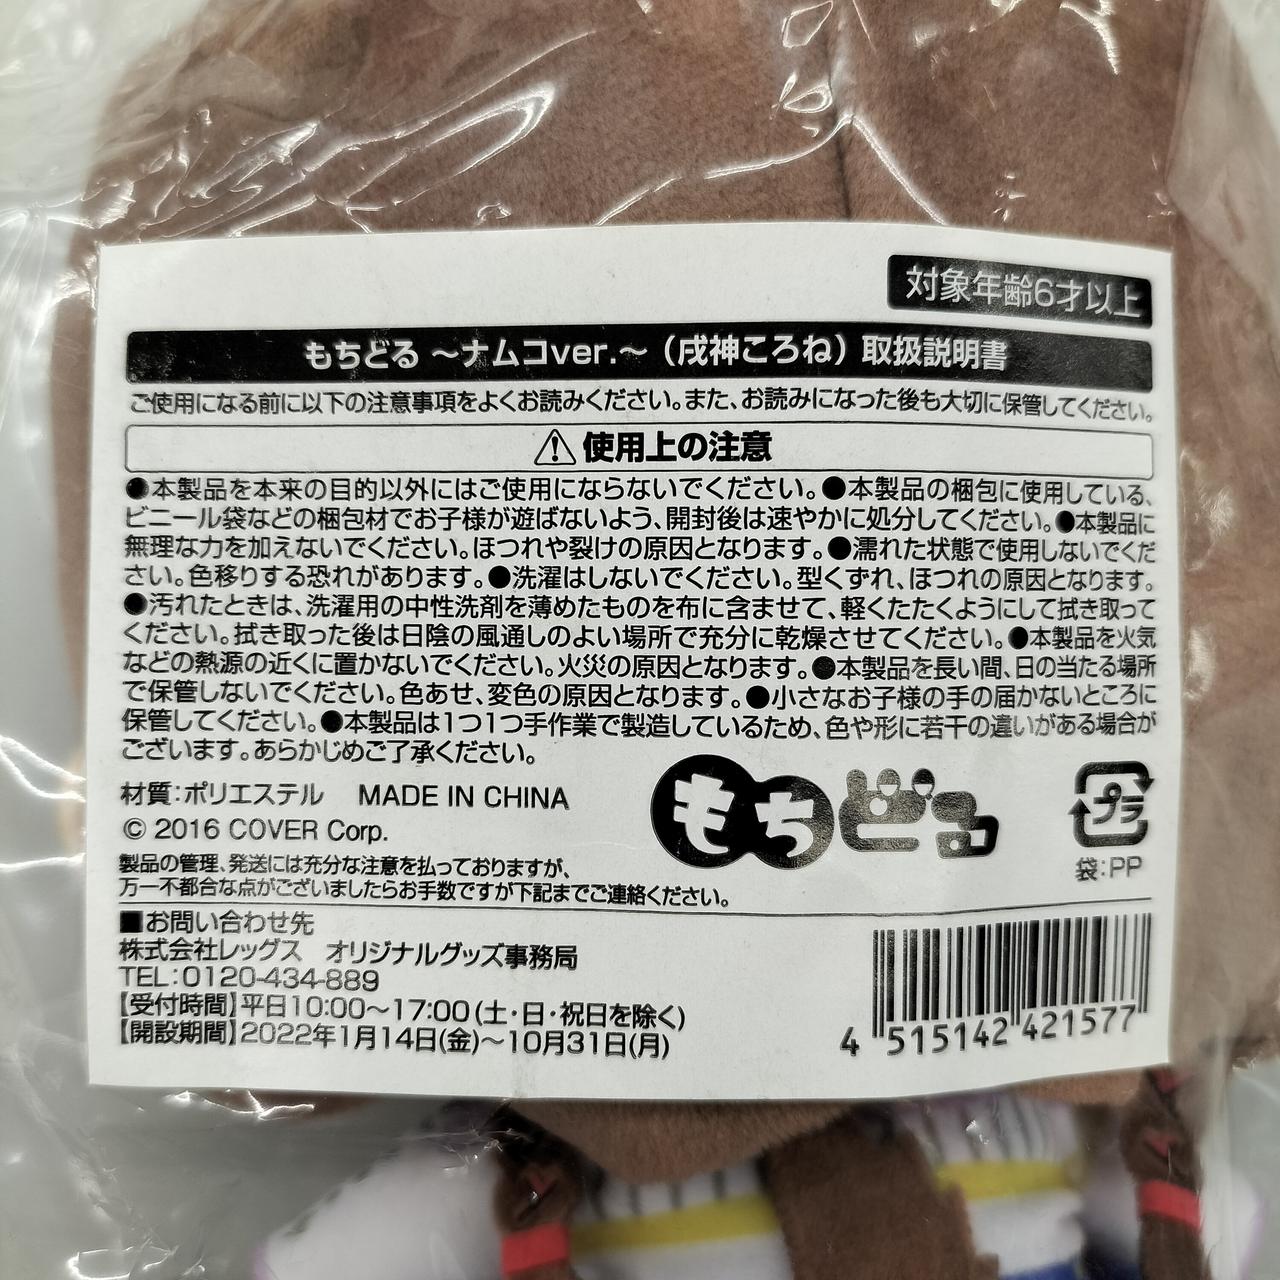 対象年齢6才以上
もちどる ～ナムコver.～（戌神ころね）取扱説明書
ご使用になる前に以下の注意事項をよくお読みください。また、お読みになった後も大切に保管してください。
⚠使用上の注意
●本製品を本来の目的以外にはご使用にならないでください。●本製品の梱包に使用している、
ビニール袋などの梱包材でお子様が遊ばないよう、開封後は速やかに処分してください。●本製品に
無理な力を加えないでください。ほつれや裂けの原因となります。●濡れた状態で使用しないでくだ
さい。色移りする恐れがあります。●洗濯はしないでください。型くずれ、ほつれの原因となります。
●汚れたときは、洗濯用の中性洗剤を薄めたものを布に含ませて、軽くたたくようにして拭き取って
ください。拭き取った後は日陰の風通しのよい場所で充分に乾燥させてください。●本製品を火気
などの熱源の近くに置かないでください。火災の原因となります。●本製品を長い間、日の当たる場所
で保管しないでください。色あせ、変色の原因となります。●小さなお子様の手の届かないところに
保管してください。●本製品は1つ1つ手作業で製造しているため、色や形に若干の違いがある場合が
ございます。あらかじめご了承ください。
材質：ポリエステル MADE IN CHINA
© 2016 COVER Corp.
もちどる
プラ
袋：PP
製品の管理、発送には充分な注意を払っておりますが、
万一不都合な点がございましたらお手数ですが下記までご連絡ください。
■お問い合わせ先
株式会社レッグス オリジナルグッズ事務局
TEL：0120-434-889
【受付時間】平日10:00～17:00（土・日・祝日を除く）
【開設期間】2022年1月14日（金）～10月31日（月）
4 515142 421577